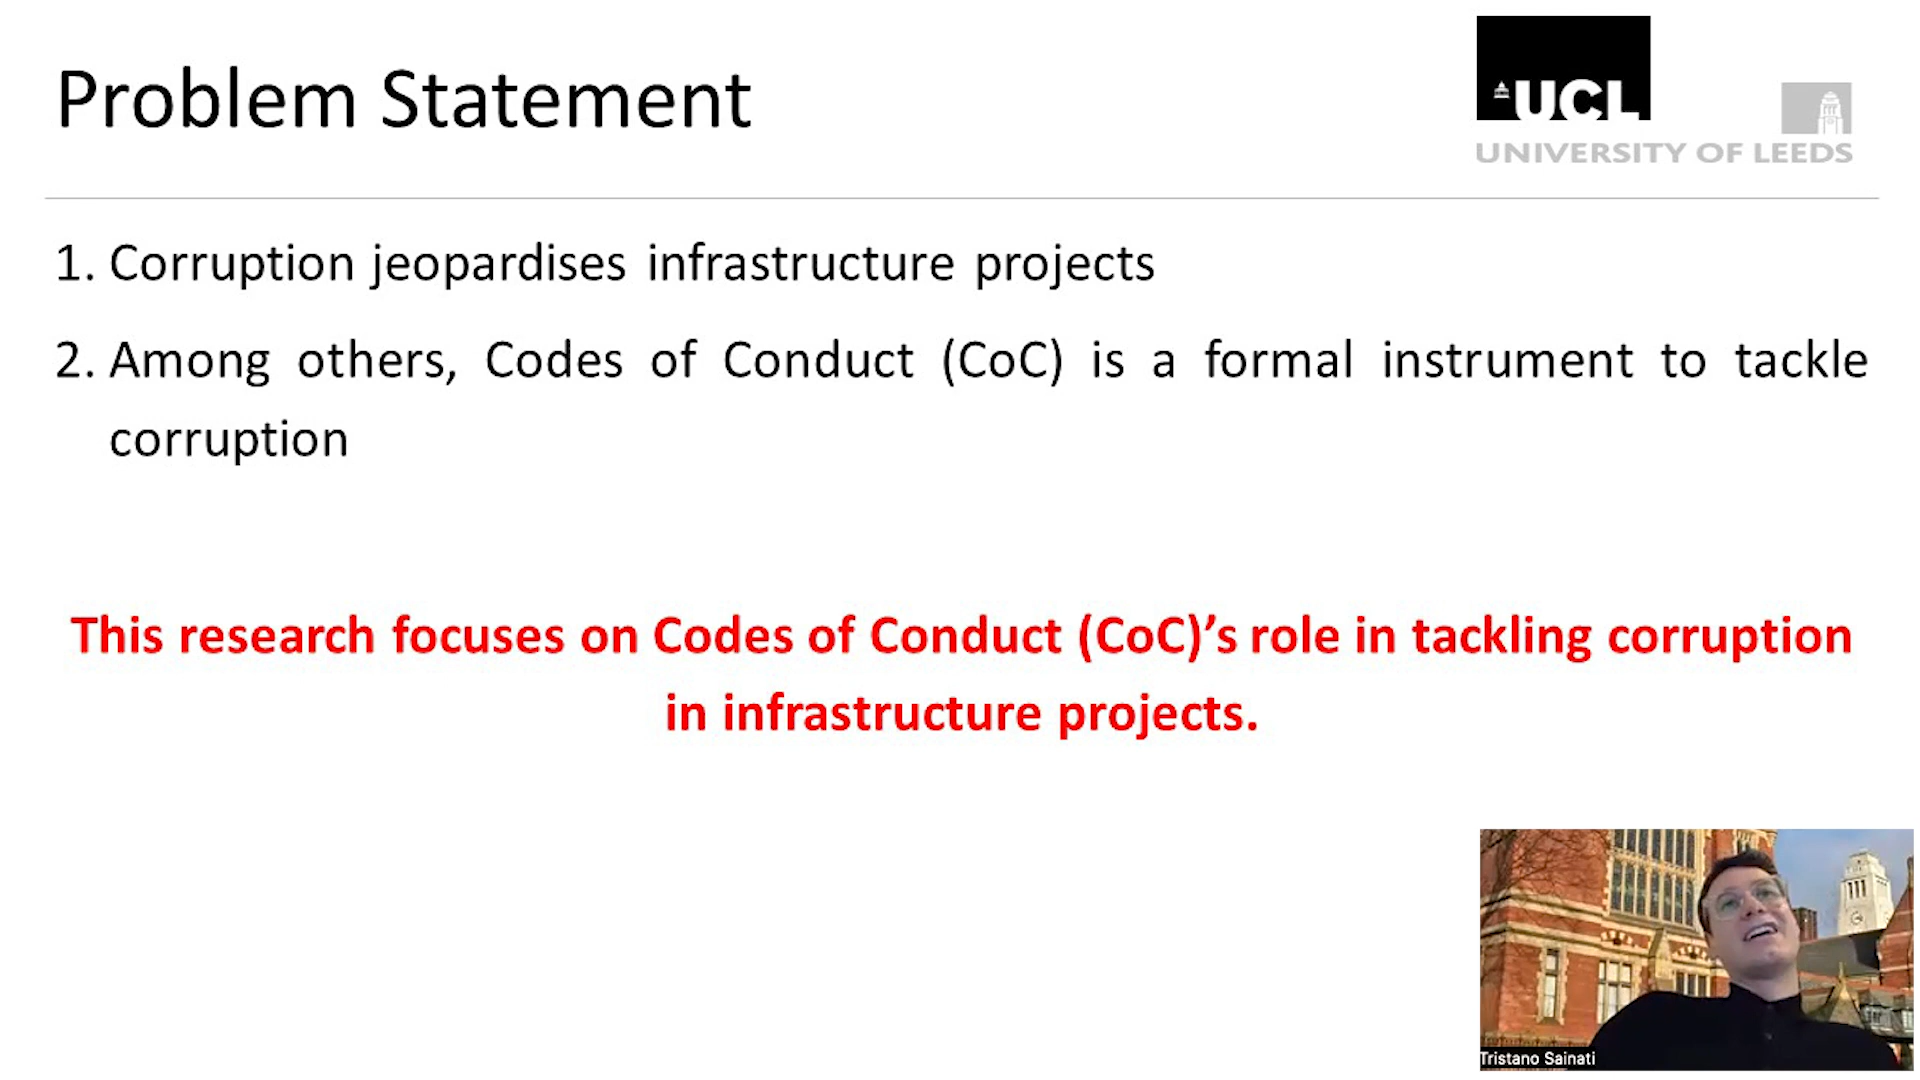 Problem Statement
UCL
UNIVERSITY OF LEEDS
1. Corruption jeopardises infrastructure projects
2. Among others, Codes of Conduct (CoC) is a formal instrument to tackle
corruption
This research focuses on Codes of Conduct (CoC)’s role in tackling corruption
in infrastructure projects.
Tristano Sainati